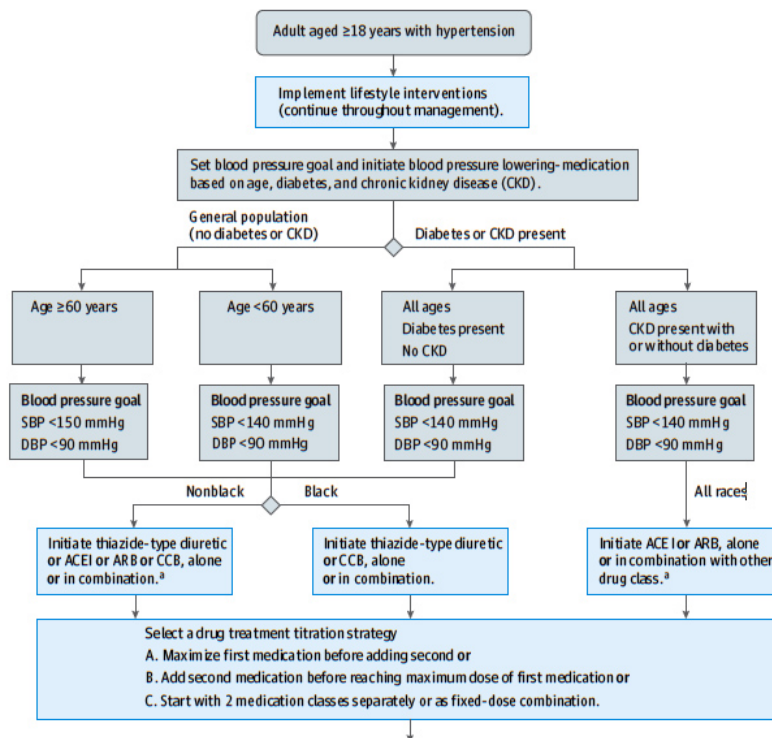 Adult aged ≥18 years with hypertension
Implement lifestyle interventions
(continue throughout management).
Set blood pressure goal and initiate blood pressure lowering-medication
based on age, diabetes, and chronic kidney disease (CKD).
General population
(no diabetes or CKD)
Diabetes or CKD present
Age ≥60 years
Age <60 years
All ages
Diabetes present
No CKD
All ages
CKD present with
or without diabetes
Blood pressure goal
SBP <150 mmHg
DBP <90 mmHg
Blood pressure goal
SBP <140 mmHg
DBP <90 mmHg
Blood pressure goal
SBP <140 mmHg
DBP <90 mmHg
Blood pressure goal
SBP <140 mmHg
DBP <90 mmHg
Nonblack
Black
All races
Initiate thiazide-type diuretic
or ACEI or ARB or CCB, alone
or in combination.a
Initiate thiazide-type diuretic
or CCB, alone
or in combination.
Initiate ACEI or ARB, alone
or in combination with other
drug class.a
Select a drug treatment titration strategy
A. Maximize first medication before adding second or
B. Add second medication before reaching maximum dose of first medication or
C. Start with 2 medication classes separately or as fixed-dose combination.